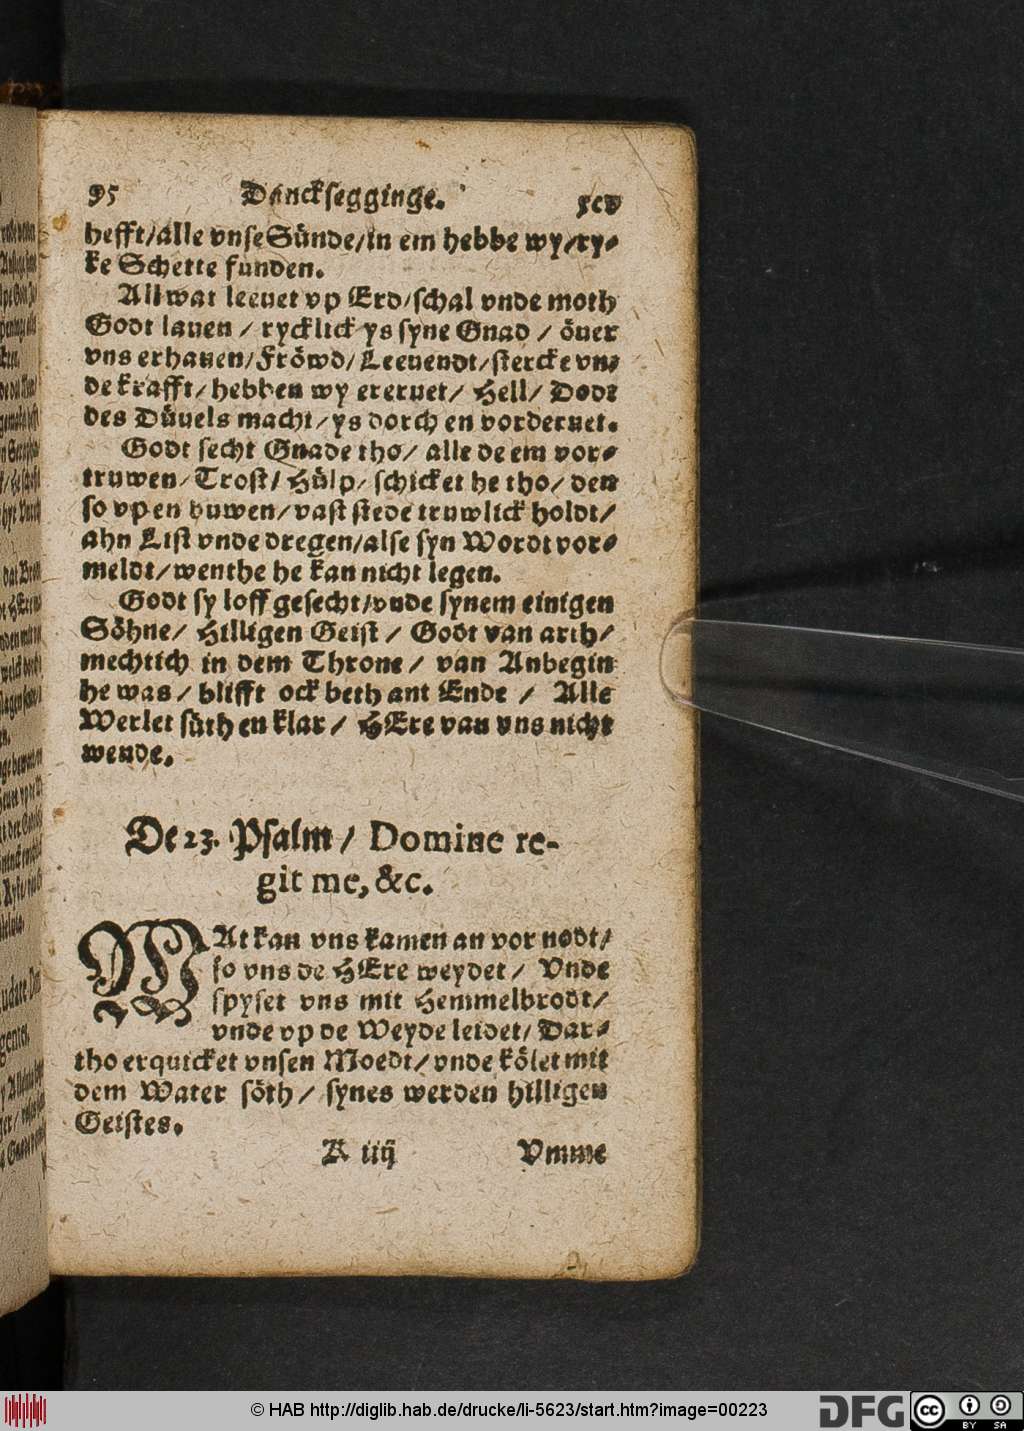 95 Danckſegginge. xcv
hefft/alle vnſe Sünde/in em hebbe wy/ry⸗
ke Schette funden.
All wat leeuet vp Erd/ſchal vnde moth
Godt lauen / rycklick ys ſyne Gnad / öuer
vns erhauen/Fröwd/Leeuendt/ſtercke vn⸗
de krafft/hebben wyereruet/ Hell/ Dodt
des Düuels macht/ys dorch en vorderuet.
Godt ſecht Gnade tho/ alle de em vor⸗
truwen/Troſt/ Hülp/ ſchicket he tho/ den
ſo vp en buwen/vaſt ſtede truwlick holdt/
ahn Liſt vnde dregen/alſe ſyn Wordt vor⸗
meldt/wenthe he kan nicht legen.
Godt ſy loff geſecht/vnde ſynem einigen
Söhne/ Hilligen Geiſt / Godt van arth/
mechtich in dem Throne / van Anbegin
he was / blifft ock beth ant Ende / Alle
Werlet ſüth en klar / HEre van vns nicht
wende.
De 23. Pſalm / Domine re-
git me, &c.
WAt kan vns kamen an vor nodt/
ſo vns de HEre weydet / Vnde
ſpyſet vns mit Hemmelbrodt/
vnde vp de Weyde leidet/ Dar⸗
tho erquicket vnſen Moedt/vnde kölet mit
dem Water ſöth / ſynes werden hilligen
Geiſtes.
A iiij Vmme
© HAB http://diglib.hab.de/drucke/li-5623/start.htm?image=00223
DFG
cc BY SA